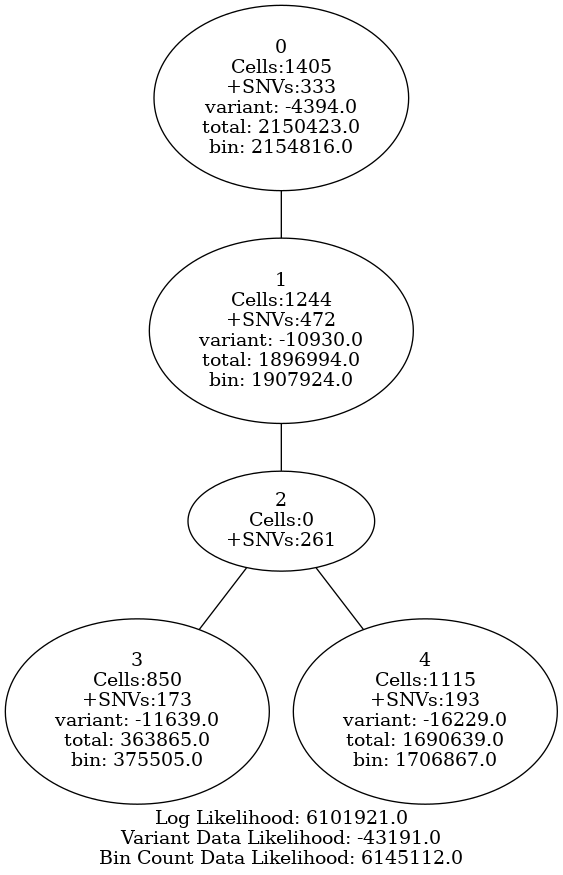 0
Cells:1405
+SNVs:333
variant: -4394.0
total: 2150423.0
bin: 2154816.0
1
Cells:1244
+SNVs:472
variant: -10930.0
total: 1896994.0
bin: 1907924.0
2
Cells:0
+SNVs:261
3
Cells:850
+SNVs:173
variant: -11639.0
total: 363865.0
bin: 375505.0
4
Cells:1115
+SNVs:193
variant: -16229.0
total: 1690639.0
bin: 1706867.0
Log Likelihood: 6101921.0
Variant Data Likelihood: -43191.0
Bin Count Data Likelihood: 6145112.0